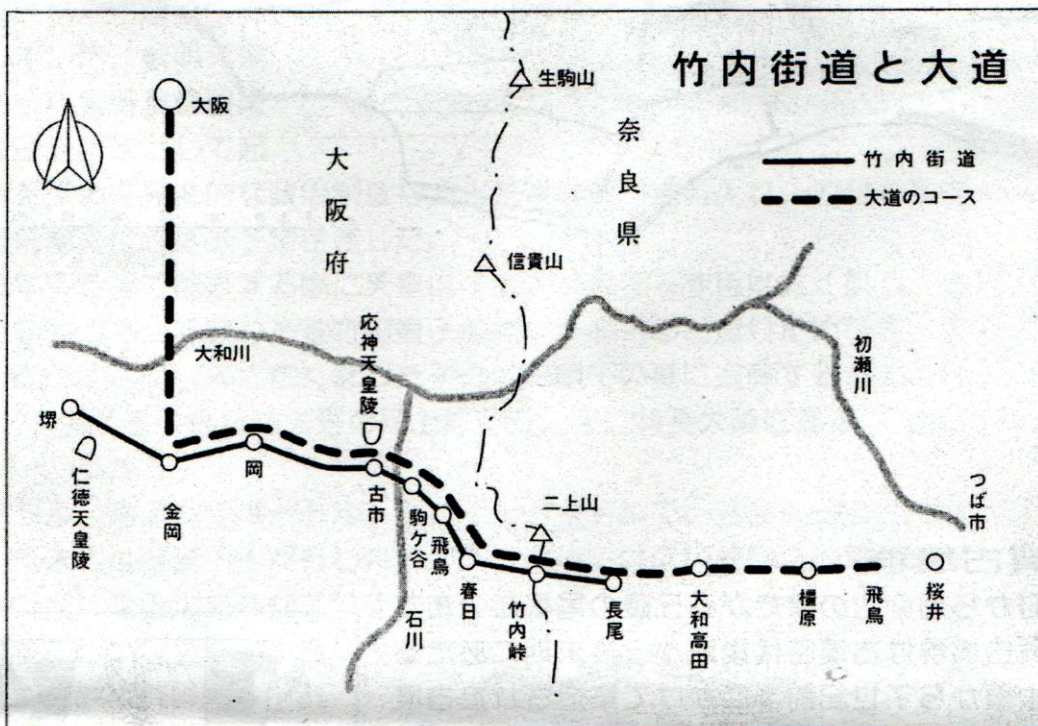 竹内街道と大道
竹内街道
大道のコース
生駒山
大阪
奈良県
大阪府
信貴山
応神天皇陵
大和川
初瀬川
堺
仁徳天皇陵
金岡
岡
古市
駒ケ谷
飛鳥
春日
石川
二上山
竹内峠
長尾
大和高田
橿原
飛鳥
桜井
つば市